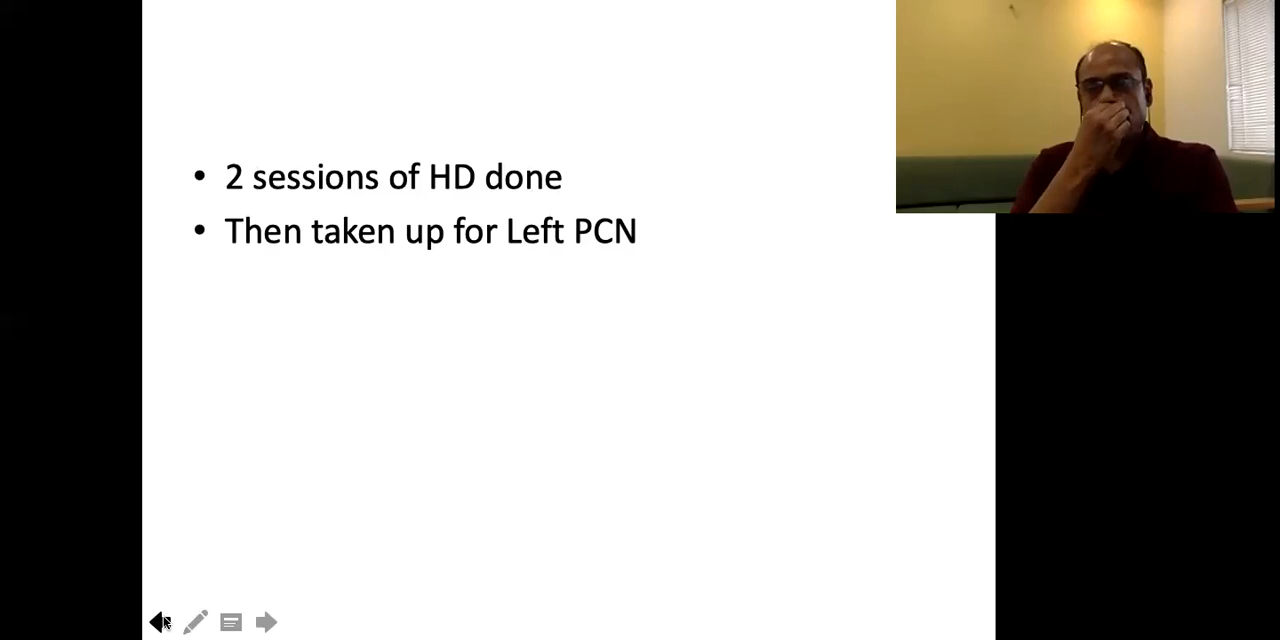 • 2 sessions of HD done
• Then taken up for Left PCN